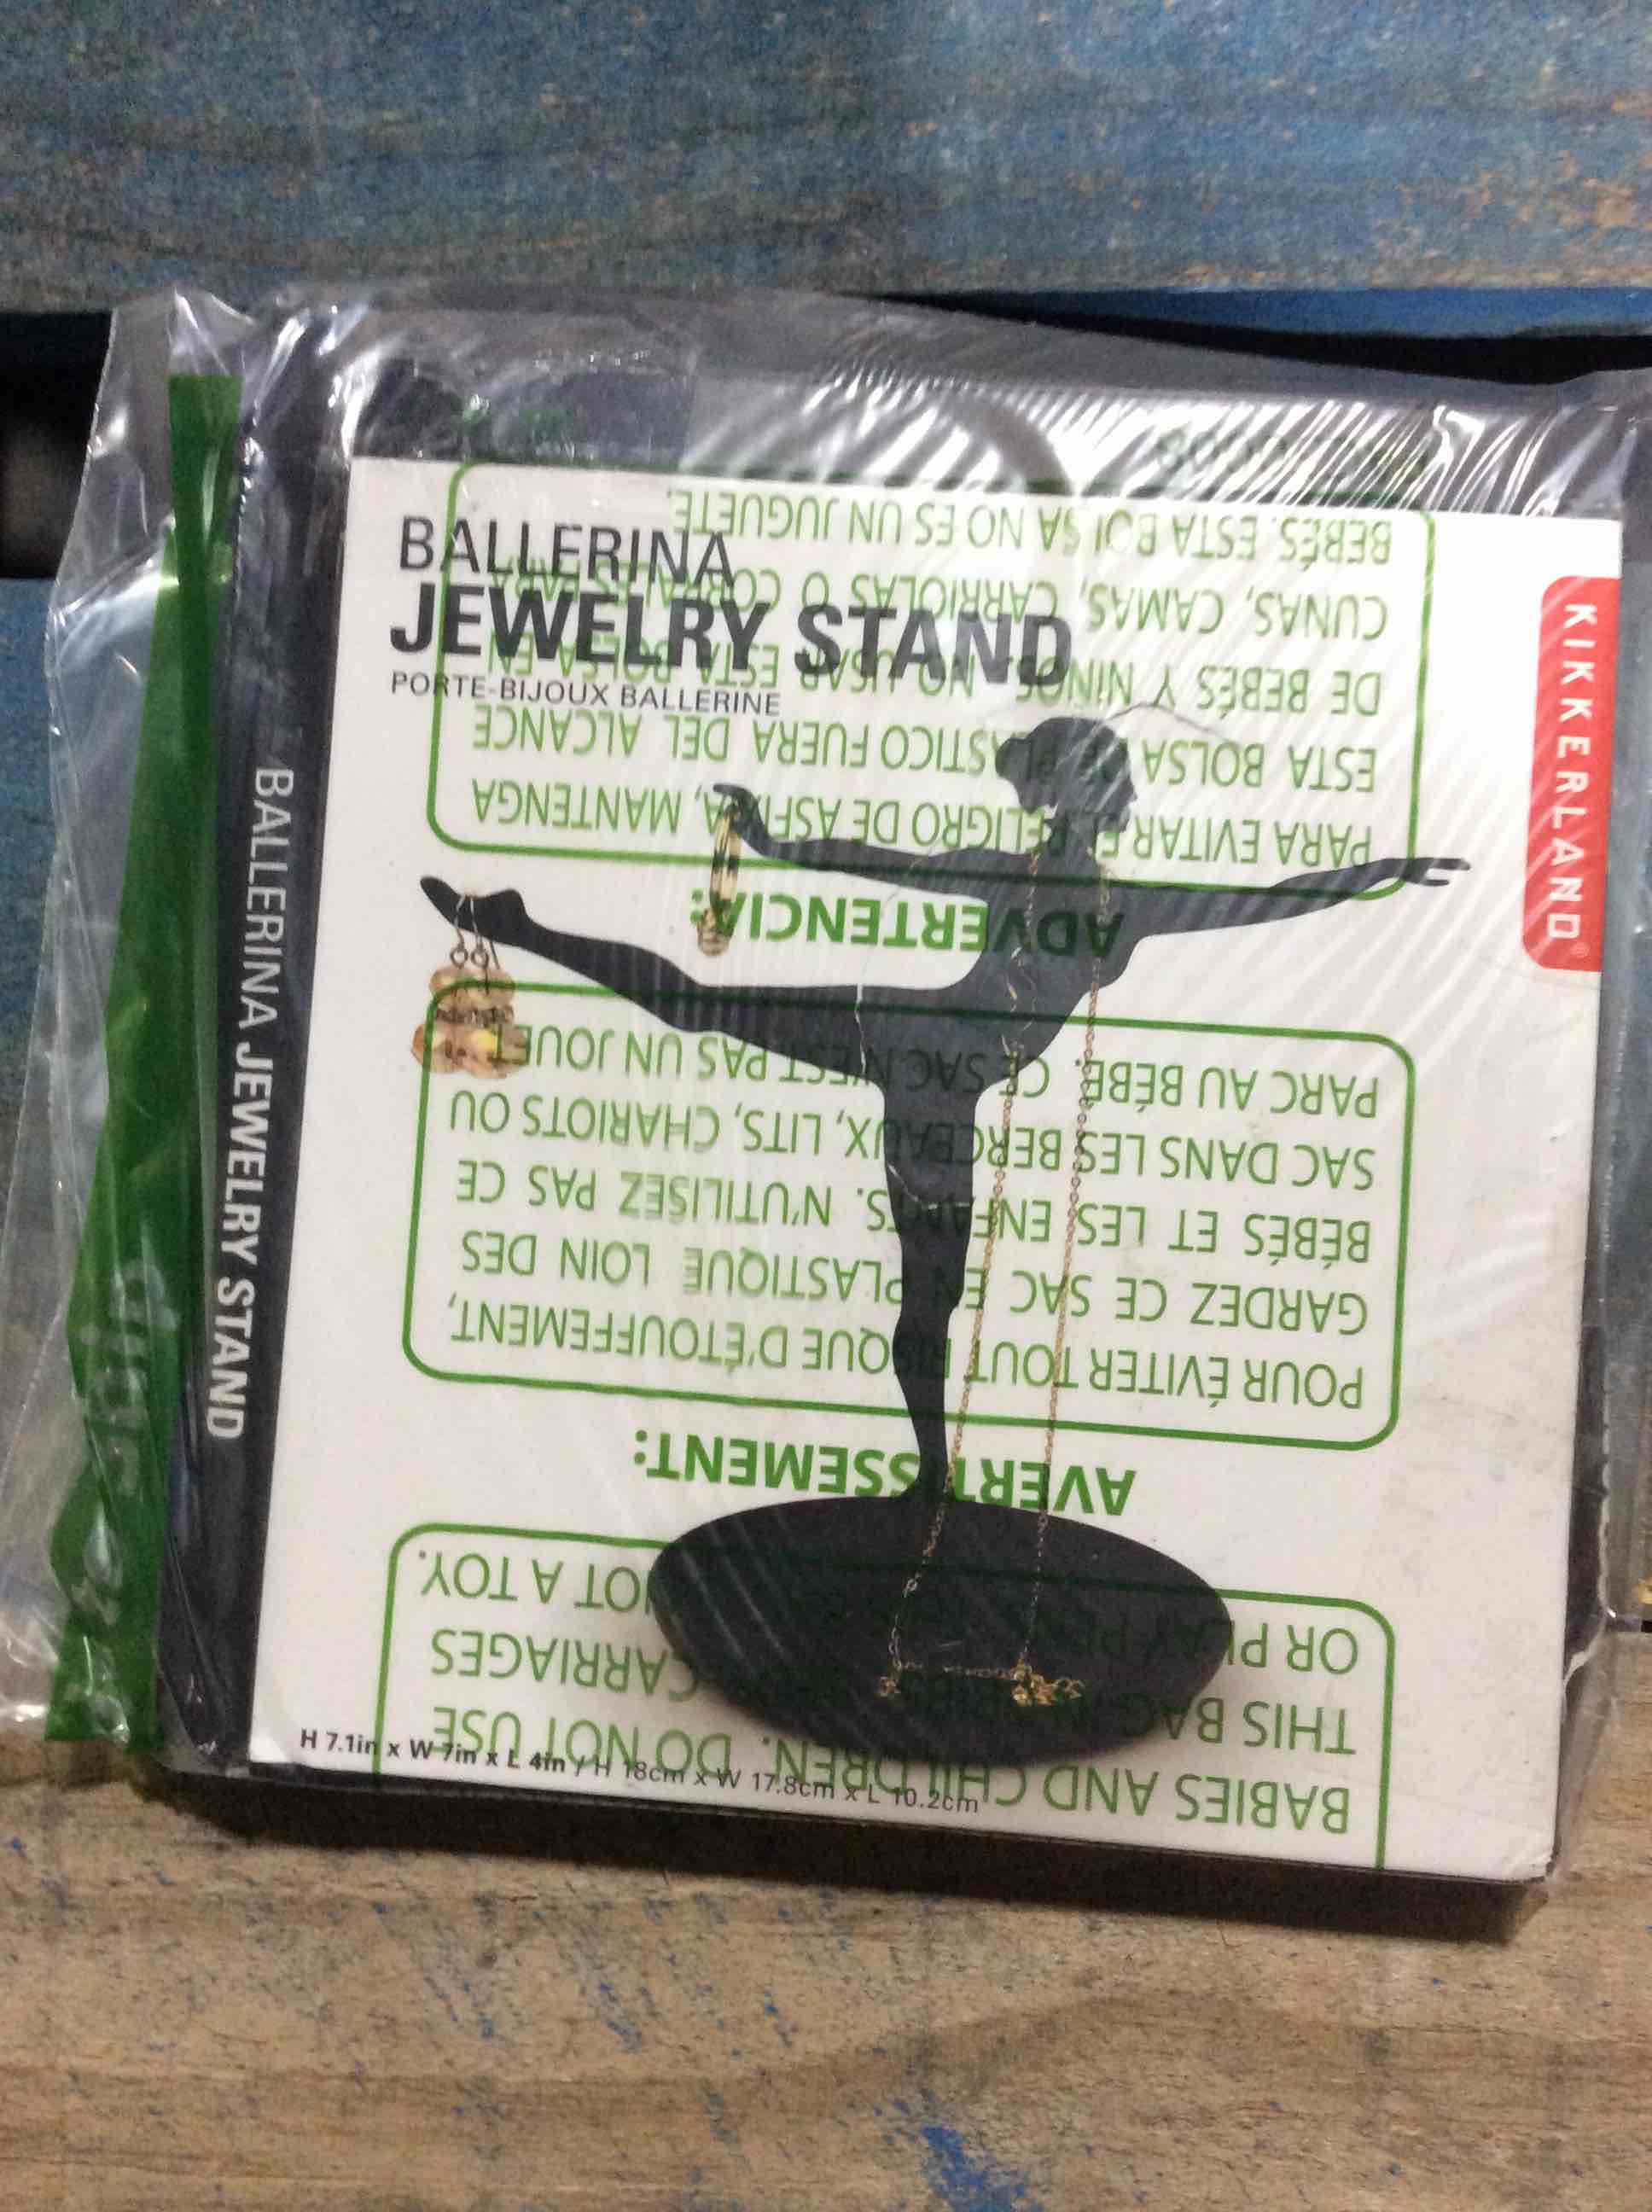 BALLERINA
JEWELRY STAND
PORTE-BIJOUX BALLERINE
KIKKERLAND®
BALLERINA JEWELRY STAND
H 7.1in x W 7in x L 4in / H 18cm x W 17.8cm x L 10.2cm
BABIES AND CHILDREN. DO NOT USE
THIS BAG IN CARRIAGES
OR PLAY NOT A TOY.
AVERTISSEMENT:
POUR ÉVITER TOUT RISQUE D'ÉTOUFFEMENT,
GARDEZ CE SAC EN PLASTIQUE LOIN DES
BÉBÉS ET LES ENFANTS. N'UTILISEZ PAS CE
SAC DANS LES BERCEAUX, LITS, CHARIOTS OU
PARC AU BÉBÉ. CE SAC N'EST PAS UN JOUET
ADVERTENCIA:
PARA EVITAR EL PELIGRO DE ASFIXIA, MANTENGA
ESTA BOLSA DE PLASTICO FUERA DEL ALCANCE
DE BEBÉS Y NIÑOS. NO USAR ESTA BOLSA EN
CUNAS, CAMAS, CARRIOLAS O CORRALES PARA
BEBÉS. ESTA BOLSA NO ES UN JUGUETE.